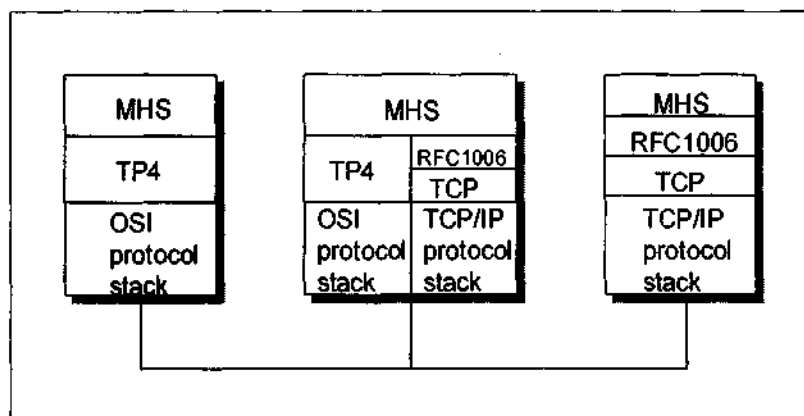 MHS
TP4
OSI
protocol
stack
MHS
TP4
RFC1006
TCP
OSI
protocol
stack
TCP/IP
protocol
stack
MHS
RFC1006
TCP
TCP/IP
protocol
stack